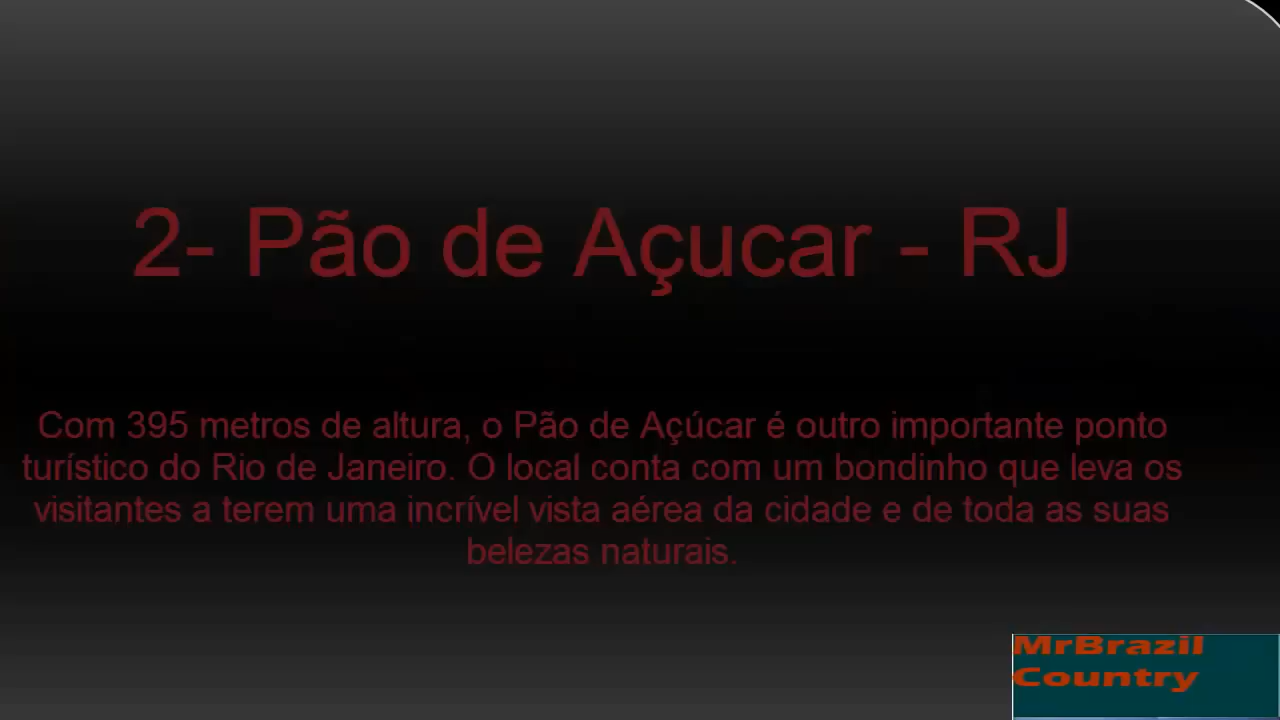 2- Pão de Açucar - RJ
Com 395 metros de altura, o Pão de Açúcar é outro importante ponto
turístico do Rio de Janeiro. O local conta com um bondinho que leva os
visitantes a terem uma incrível vista aérea da cidade e de toda as suas
belezas naturais.
MrBrazil
Country